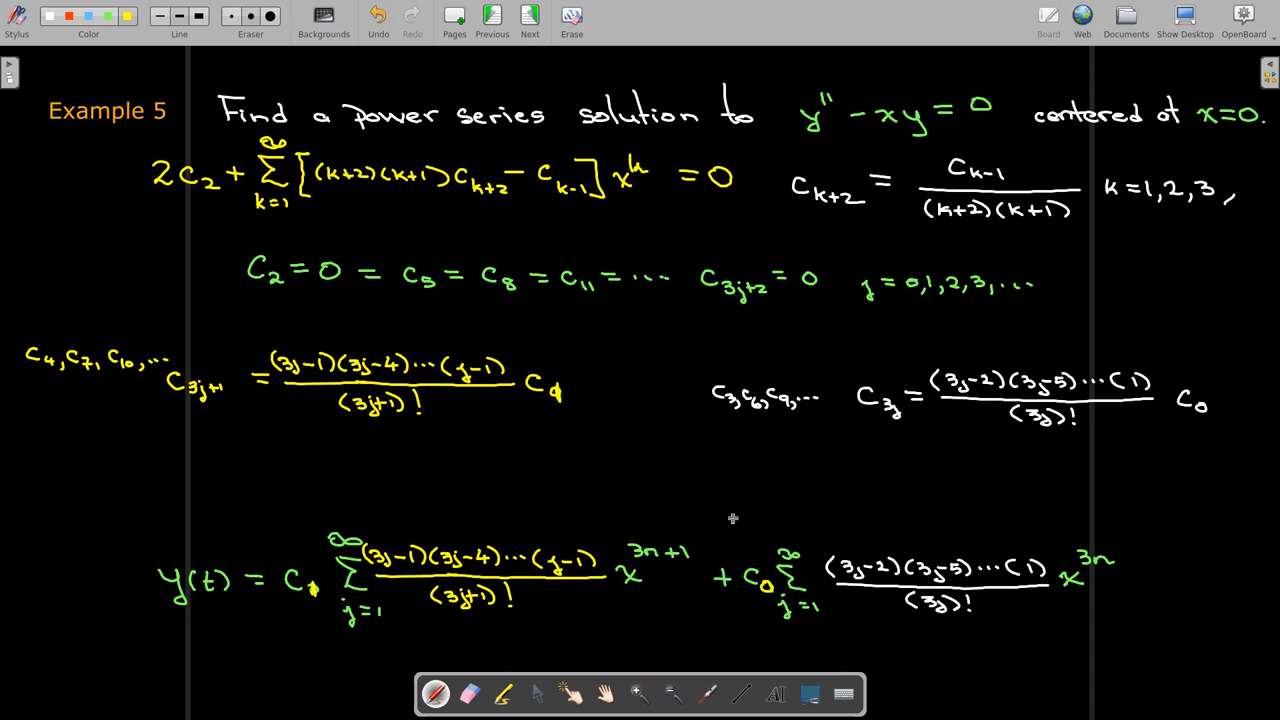 Stylus Color Line Eraser Backgrounds Undo Redo Pages Previous Next Erase Board Web Documents Show Desktop OpenBoard
Example 5 Find a power series solution to y'' - xy = 0 centered at x=0.
2c₂ + ∑_{k=1}^{∞} [(k+2)(k+1)c_{k+2} - c_{k-1}] x^k = 0 c_{k+2} = c_{k-1} / (k+2)(k+1) k=1,2,3,
c₂ = 0 = c₅ = c₈ = c₁₁ = ... c_{3j+2} = 0 j = 0,1,2,3,...
c₄, c₇, c₁₀, ... c_{3j+1} = (3j-1)(3j-4)...(j-1) / (3j+1)! c₁ c₃, c₆, c₉, ... c_{3j} = (3j-2)(3j-5)...(1) / (3j)! c₀
y(t) = c₁ ∑_{j=1}^{∞} (3j-1)(3j-4)...(j-1) / (3j+1)! x^{3n+1} + c₀ ∑_{j=1}^{∞} (3j-2)(3j-5)...(1) / (3j)! x^{3n}